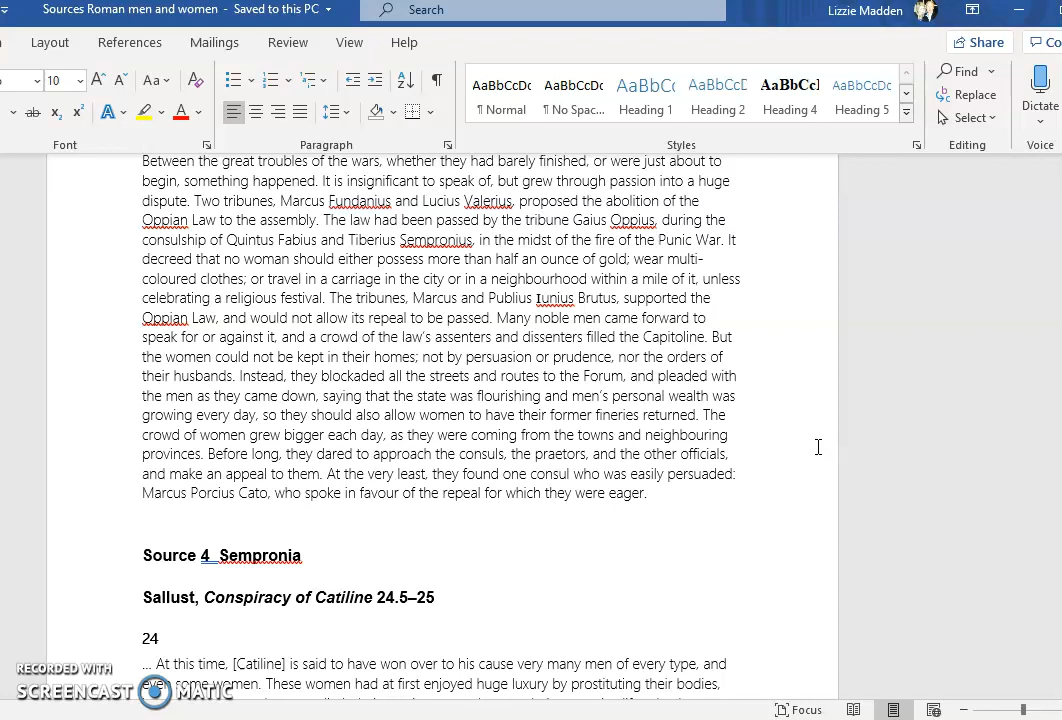 Sources Roman men and women - Saved to this PC
Search
Lizzie Madden
Layout References Mailings Review View Help Share Co
10 Aa
Find
AaBbCcDc AaBbCcDc AaBbC( AaBbCcD AaBbCcI AaBbCcDc
Replace
¶ Normal ¶ No Spac... Heading 1 Heading 2 Heading 4 Heading 5
Dictate
Select
Font Paragraph Styles Editing Voice
Between the great troubles of the wars, whether they had barely finished, or were just about to
begin, something happened. It is insignificant to speak of, but grew through passion into a huge
dispute. Two tribunes, Marcus Fundanius and Lucius Valerius, proposed the abolition of the
Oppian Law to the assembly. The law had been passed by the tribune Gaius Oppius, during the
consulship of Quintus Fabius and Tiberius Sempronius, in the midst of the fire of the Punic War. It
decreed that no woman should either possess more than half an ounce of gold; wear multi-
coloured clothes; or travel in a carriage in the city or in a neighbourhood within a mile of it, unless
celebrating a religious festival. The tribunes, Marcus and Publius Iunius Brutus, supported the
Oppian Law, and would not allow its repeal to be passed. Many noble men came forward to
speak for or against it, and a crowd of the law's assenters and dissenters filled the Capitoline. But
the women could not be kept in their homes; not by persuasion or prudence, nor the orders of
their husbands. Instead, they blockaded all the streets and routes to the Forum, and pleaded with
the men as they came down, saying that the state was flourishing and men's personal wealth was
growing every day, so they should also allow women to have their former fineries returned. The
crowd of women grew bigger each day, as they were coming from the towns and neighbouring
provinces. Before long, they dared to approach the consuls, the praetors, and the other officials,
and make an appeal to them. At the very least, they found one consul who was easily persuaded:
Marcus Porcius Cato, who spoke in favour of the repeal for which they were eager.
Source 4 Sempronia
Sallust, Conspiracy of Catiline 24.5–25
24
... At this time, [Catiline] is said to have won over to his cause very many men of every type, and
even some women. These women had at first enjoyed huge luxury by prostituting their bodies,
RECORDED WITH
SCREENCAST MATIC
Focus